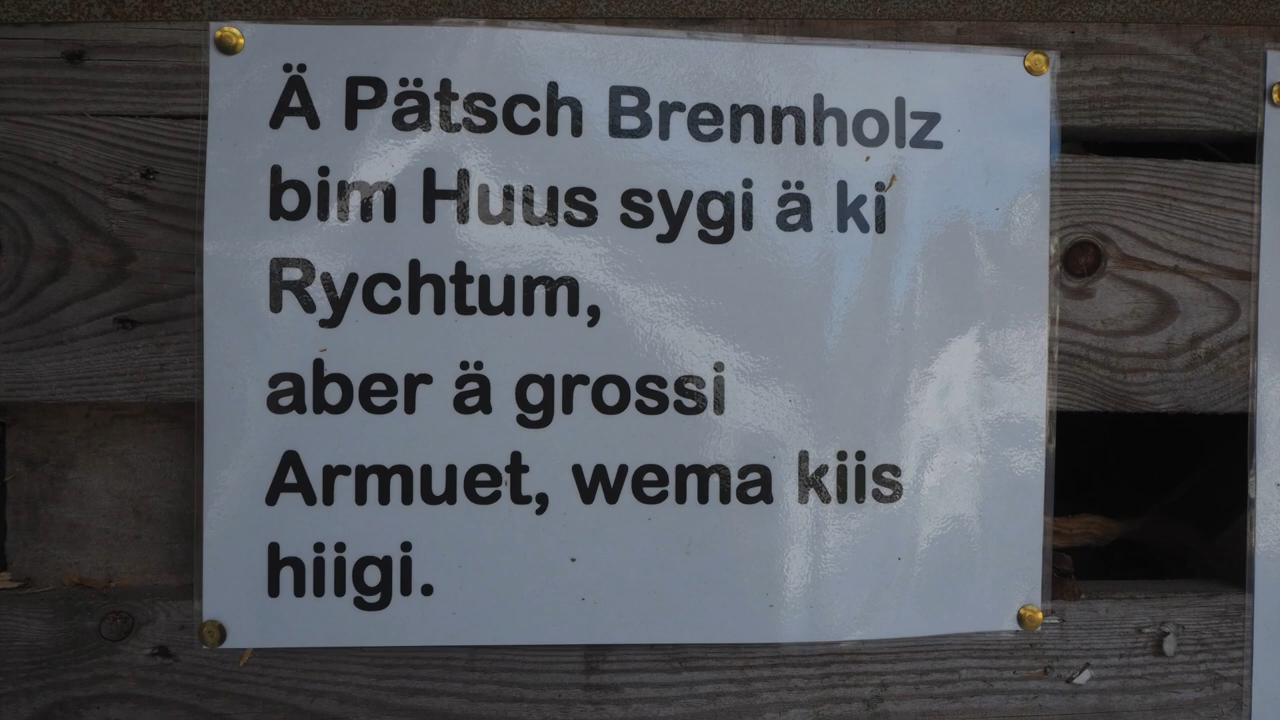 Ä Pätsch Brennholz
bim Huus sygi ä ki
Rychtum,
aber ä grossi
Armuet, wema kiis
hiigi.